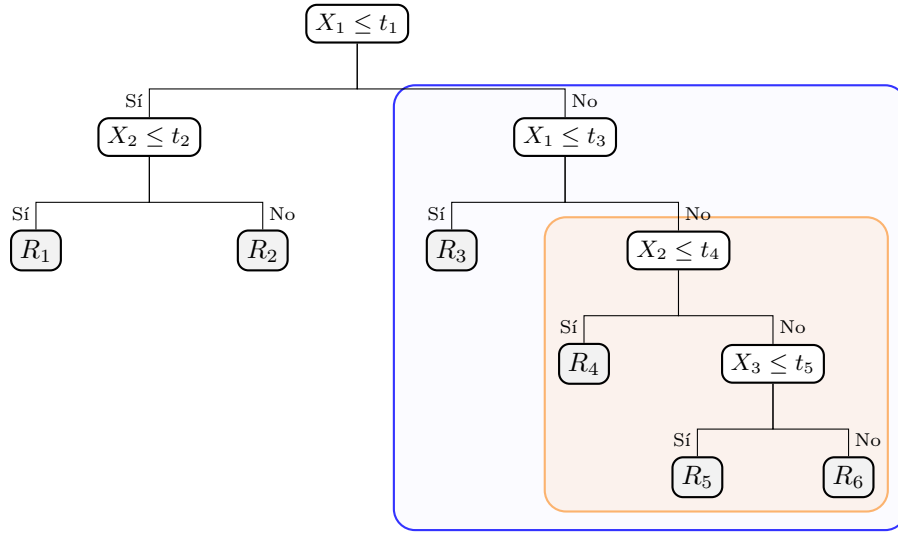 X₁ ≤ t₁
Sí No
X₂ ≤ t₂ X₁ ≤ t₃
Sí No Sí No
R₁ R₂ R₃ X₂ ≤ t₄
Sí No
R₄ X₃ ≤ t₅
Sí No
R₅ R₆